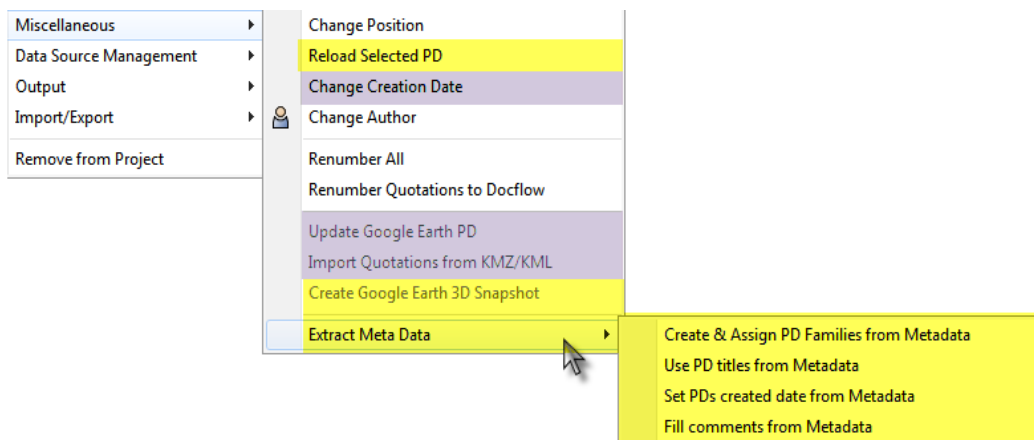 Miscellaneous
Data Source Management
Output
Import/Export
Remove from Project
Change Position
Reload Selected PD
Change Creation Date
Change Author
Renumber All
Renumber Quotations to Docflow
Update Google Earth PD
Import Quotations from KMZ/KML
Create Google Earth 3D Snapshot
Extract Meta Data
Create & Assign PD Families from Metadata
Use PD titles from Metadata
Set PDs created date from Metadata
Fill comments from Metadata